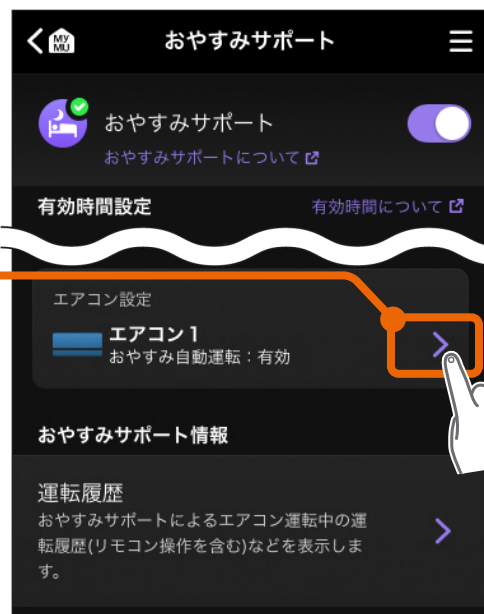 MY
MU
おやすみサポート
おやすみサポート
おやすみサポートについて
有効時間設定
有効時間について
エアコン設定
エアコン 1
おやすみ自動運転：有効
おやすみサポート情報
運転履歴
おやすみサポートによるエアコン運転中の運
転履歴(リモコン操作を含む)などを表示しま
す。